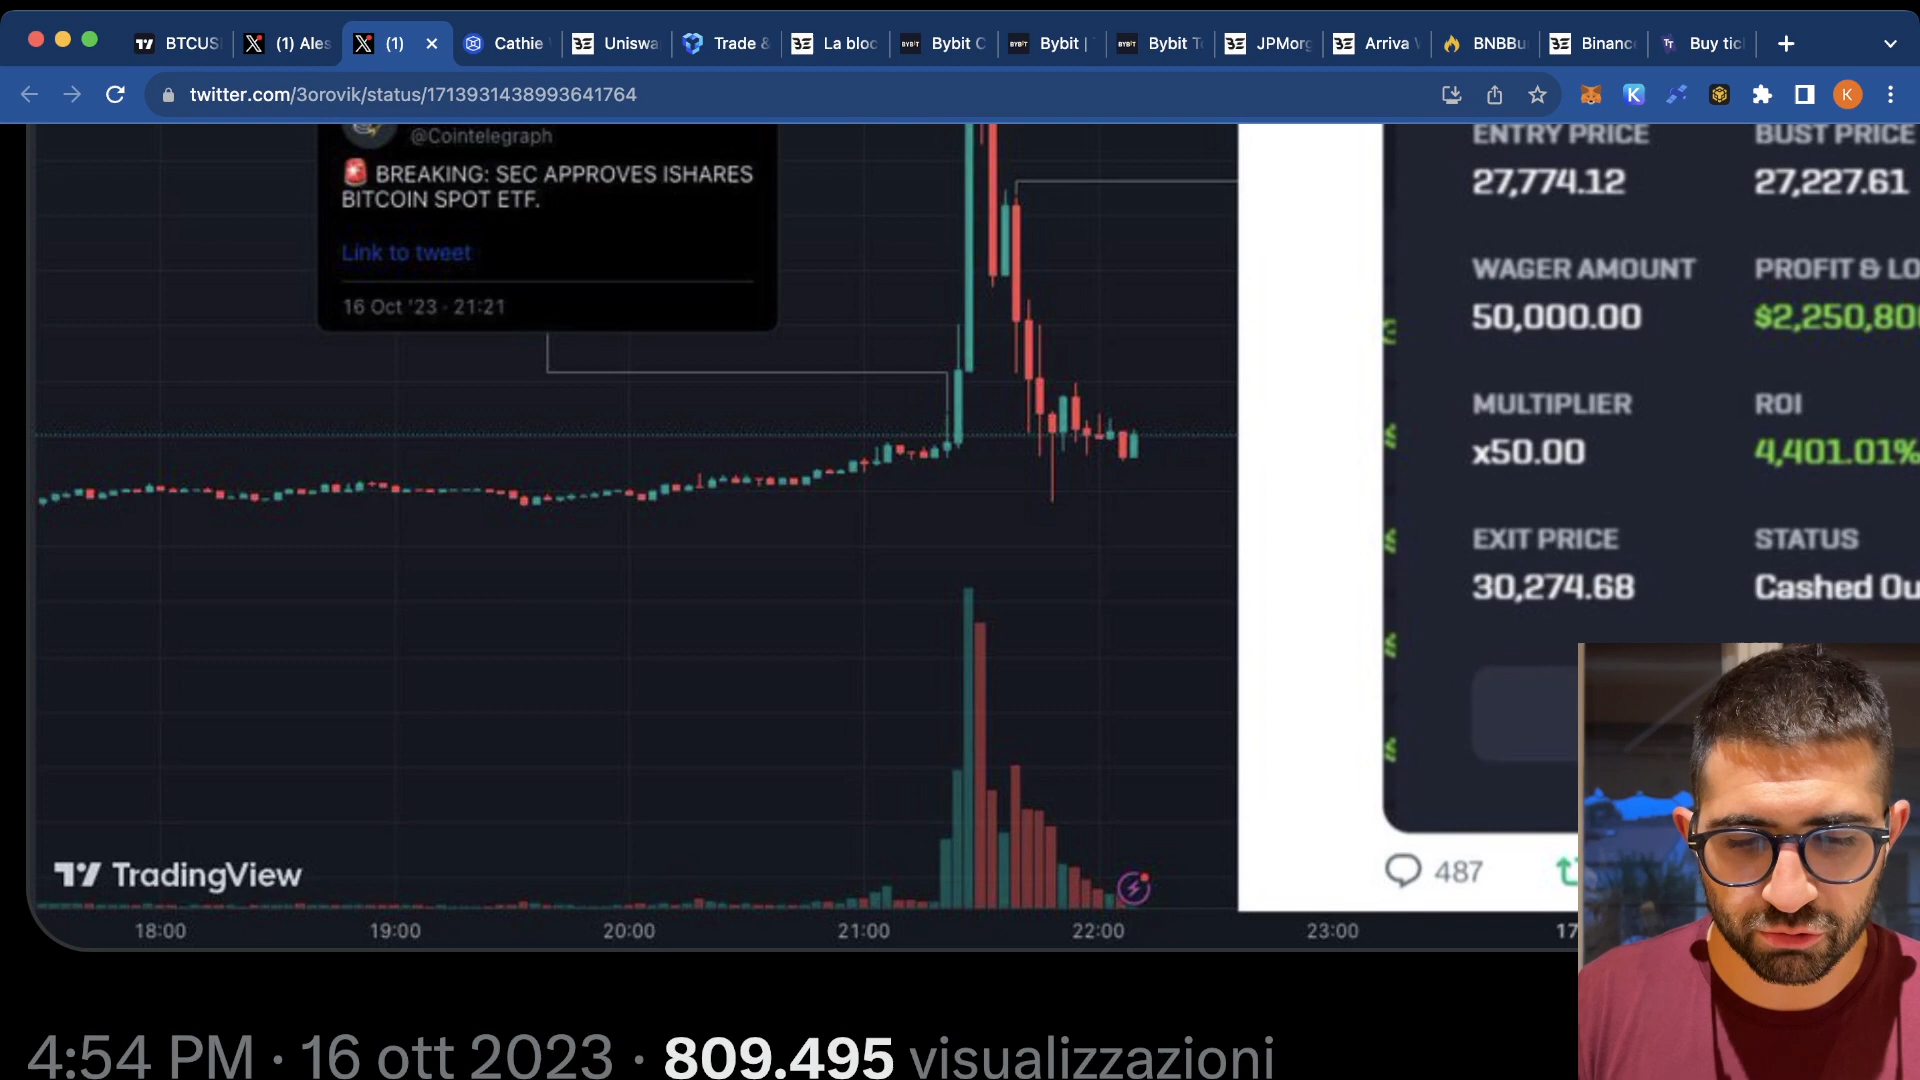 BTCUS
(1) Ales
(1)
Cathie
Uniswa
Trade &
La bloc
BYBIT
Bybit C
BYBIT
Bybit |
BYBIT
Bybit T
JPMorg
Arriva
BNBBu
Binanc
Buy tic
twitter.com/3orovik/status/1713931438993641764
K
K
@Cointelegraph
BREAKING: SEC APPROVES ISHARES
BITCOIN SPOT ETF.
Link to tweet
16 Oct '23 - 21:21
ENTRY PRICE
BUST PRICE
27,774.12
27,227.61
WAGER AMOUNT
PROFIT & LO
50,000.00
$2,250,80
MULTIPLIER
ROI
x50.00
4,401.01%
EXIT PRICE
STATUS
30,274.68
Cashed Ou
487
TradingView
18:00
19:00
20:00
21:00
22:00
23:00
17
4:54 PM · 16 ott 2023 · 809.495 visualizzazioni